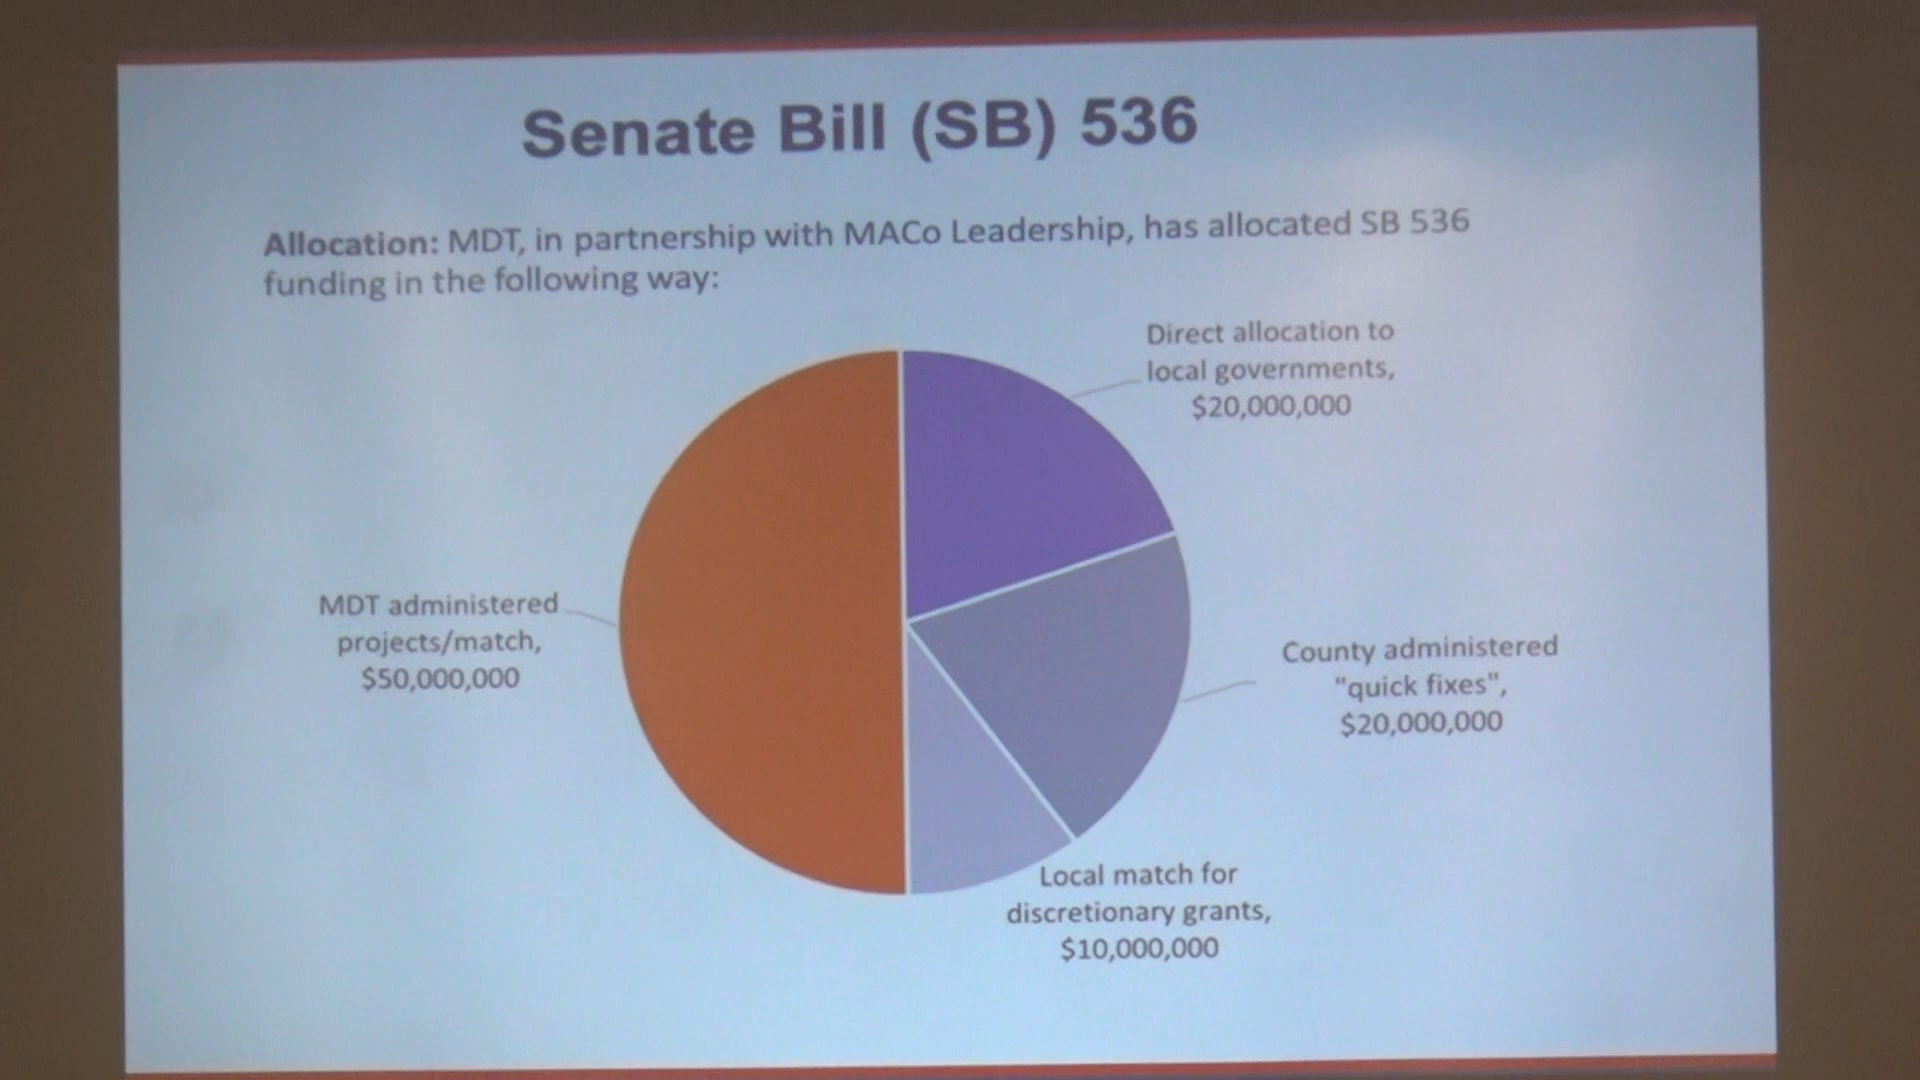 Senate Bill (SB) 536
Allocation: MDT, in partnership with MACo Leadership, has allocated SB 536
funding in the following way:
Direct allocation to
local governments,
$20,000,000
MDT administered
projects/match,
$50,000,000
County administered
"quick fixes",
$20,000,000
Local match for
discretionary grants,
$10,000,000